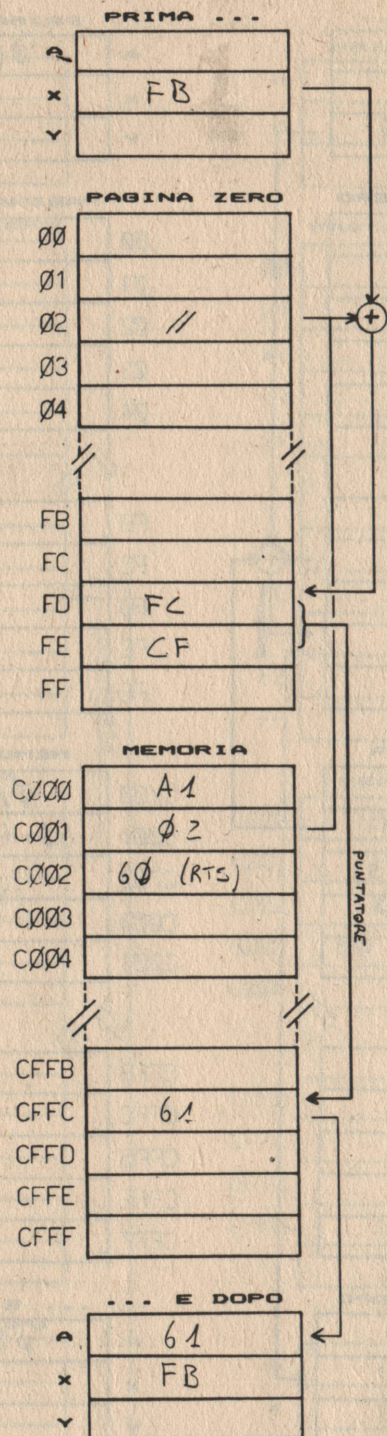 PRIMA ...
A
X FB
Y
PAGINA ZERO
ØØ
Ø1
Ø2 //
Ø3
Ø4
FB
FC
FD FC
FE CF
FF
MEMORIA
CØØØ A1
CØØ1 Ø2
CØØ2 6Ø (RTS)
CØØ3
CØØ4
PUNTATORE
CFFB
CFFC 61
CFFD
CFFE
CFFF
... E DOPO
A 61
X FB
Y